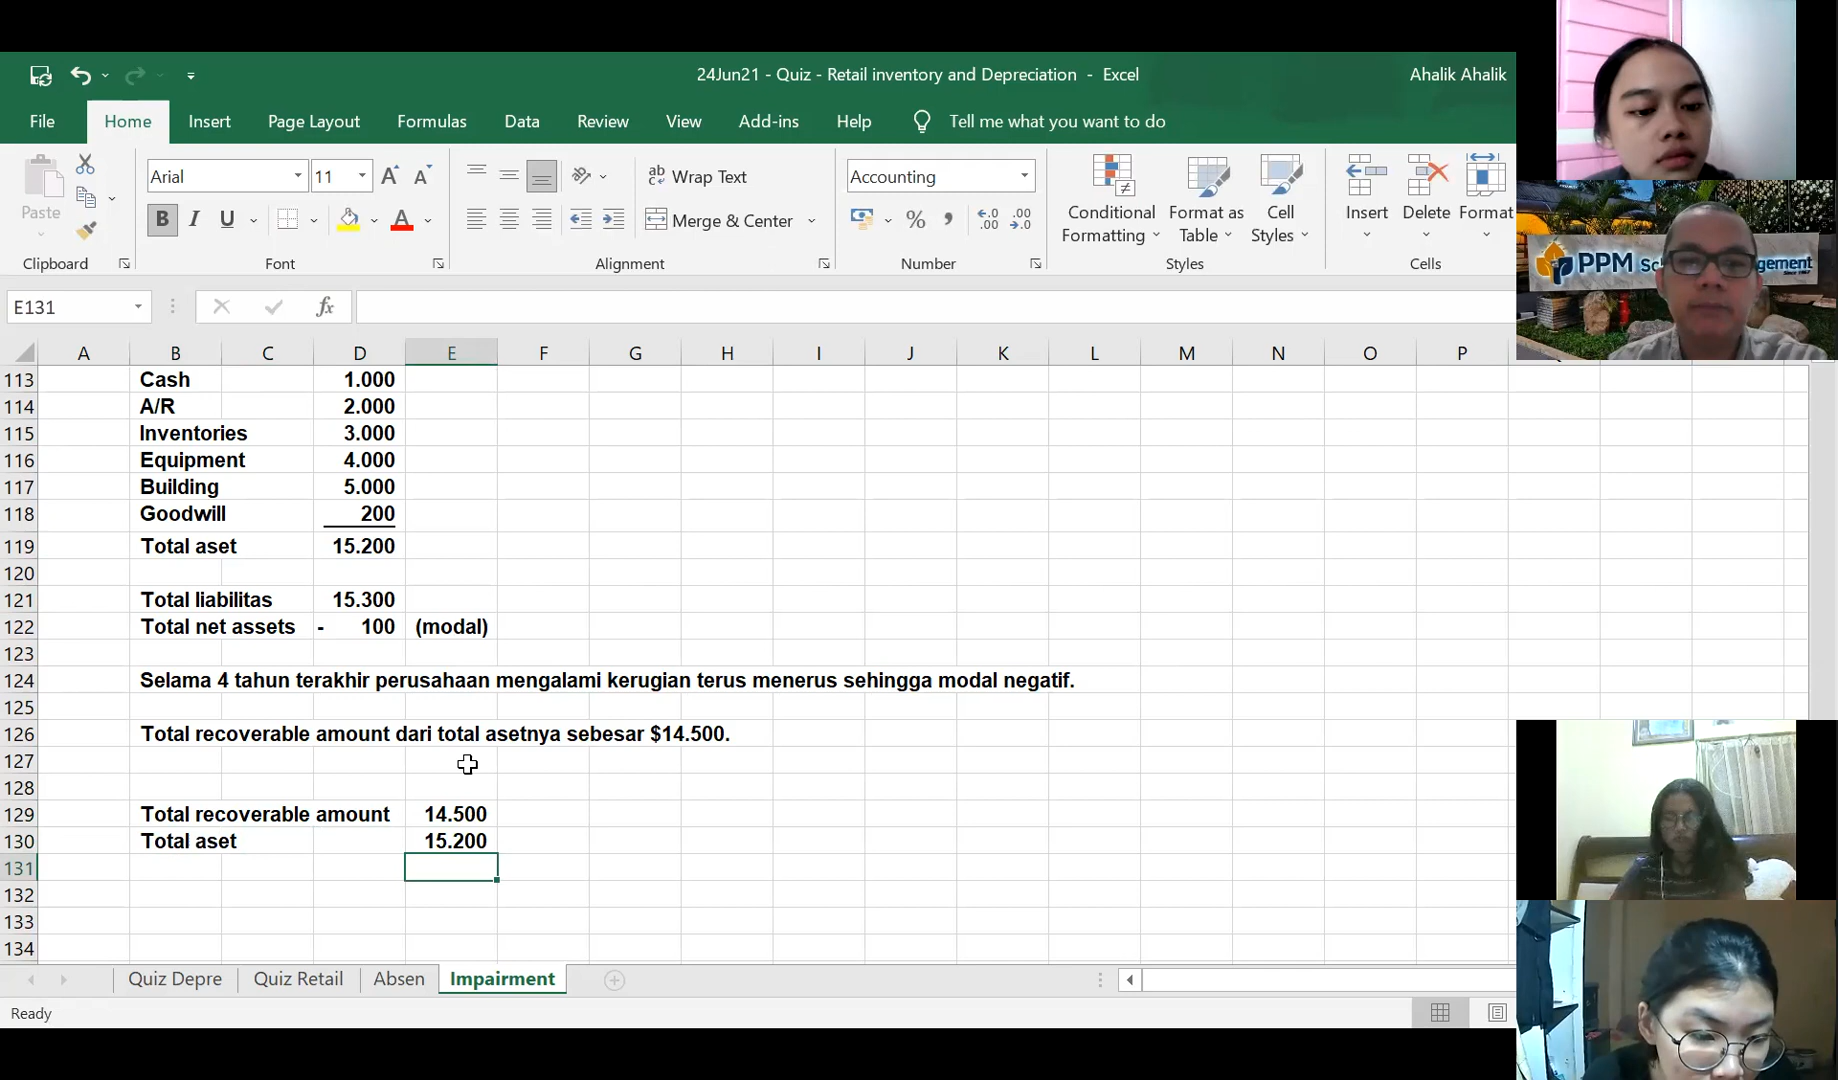 24Jun21 - Quiz - Retail inventory and Depreciation - Excel
Ahalik Ahalik
File Home Insert Page Layout Formulas Data Review View Add-ins Help Tell me what you want to do
Paste
Arial 11
B I U A
ab Wrap Text
Merge & Center
Accounting
% ,
Conditional Formatting
Format as Table
Cell Styles
Insert Delete Format
Clipboard Font Alignment Number Styles Cells
E131 fx
A B C D E F G H I J K L M N O P
113 Cash 1.000
114 A/R 2.000
115 Inventories 3.000
116 Equipment 4.000
117 Building 5.000
118 Goodwill 200
119 Total aset 15.200
120
121 Total liabilitas 15.300
122 Total net assets - 100 (modal)
123
124 Selama 4 tahun terakhir perusahaan mengalami kerugian terus menerus sehingga modal negatif.
125
126 Total recoverable amount dari total asetnya sebesar $14.500.
127
128
129 Total recoverable amount 14.500
130 Total aset 15.200
131
132
133
134
Quiz Depre Quiz Retail Absen Impairment
Ready
PPM